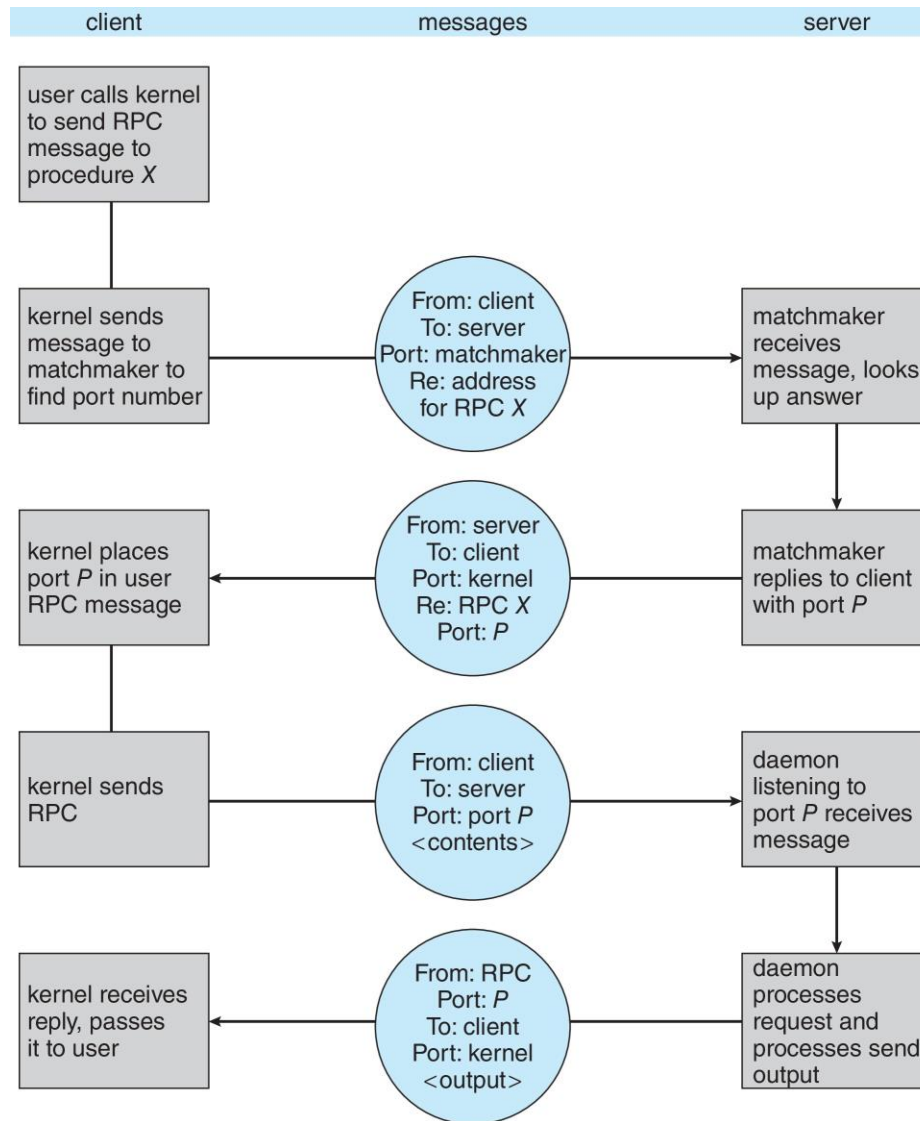 client
messages
server
user calls kernel
to send RPC
message to
procedure X
kernel sends
message to
matchmaker to
find port number
From: client
To: server
Port: matchmaker
Re: address
for RPC X
matchmaker
receives
message, looks
up answer
kernel places
port P in user
RPC message
From: server
To: client
Port: kernel
Re: RPC X
Port: P
matchmaker
replies to client
with port P
kernel sends
RPC
From: client
To: server
Port: port P
<contents>
daemon
listening to
port P receives
message
kernel receives
reply, passes
it to user
From: RPC
Port: P
To: client
Port: kernel
<output>
daemon
processes
request and
processes send
output